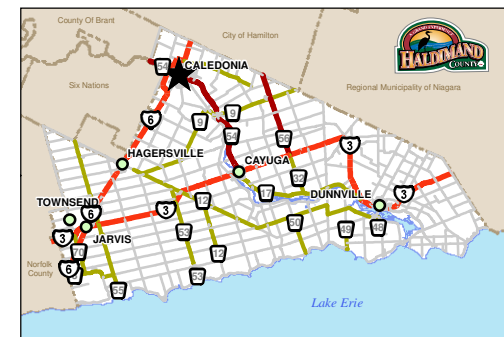 County Of Brant
City of Hamilton
HALDIMAND
COUNTY
54
CALEDONIA
Six Nations
Regional Municipality of Niagara
9
9
6
54
56
3
HAGERSVILLE
CAYUGA
32
TOWNSEND
17
DUNNVILLE
3
12
6
3
50
49
48
3
JARVIS
53
70
12
Norfolk
County
6
53
55
Lake Erie